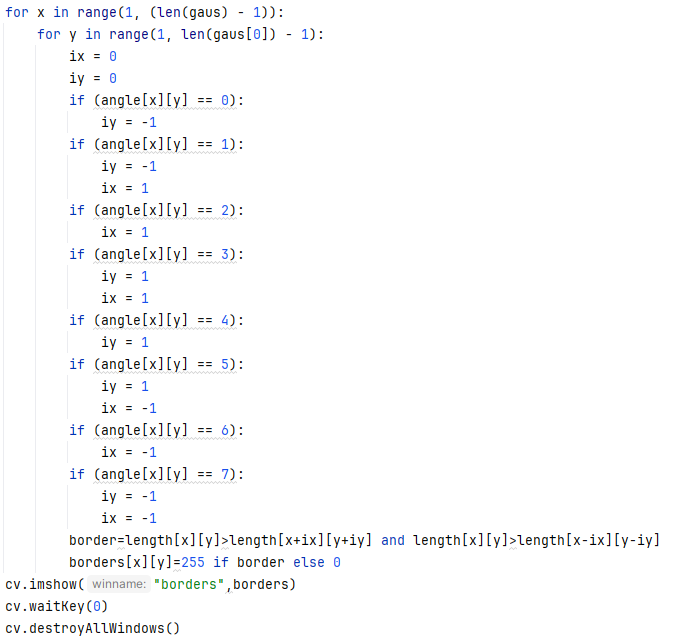 for x in range(1, (len(gaus) - 1)):
    for y in range(1, len(gaus[0]) - 1):
        ix = 0
        iy = 0
        if (angle[x][y] == 0):
            iy = -1
        if (angle[x][y] == 1):
            iy = -1
            ix = 1
        if (angle[x][y] == 2):
            ix = 1
        if (angle[x][y] == 3):
            iy = 1
            ix = 1
        if (angle[x][y] == 4):
            iy = 1
        if (angle[x][y] == 5):
            iy = 1
            ix = -1
        if (angle[x][y] == 6):
            ix = -1
        if (angle[x][y] == 7):
            iy = -1
            ix = -1
        border=length[x][y]>length[x+ix][y+iy] and length[x][y]>length[x-ix][y-iy]
        borders[x][y]=255 if border else 0
cv.imshow( winname: "borders",borders)
cv.waitKey(0)
cv.destroyAllWindows()